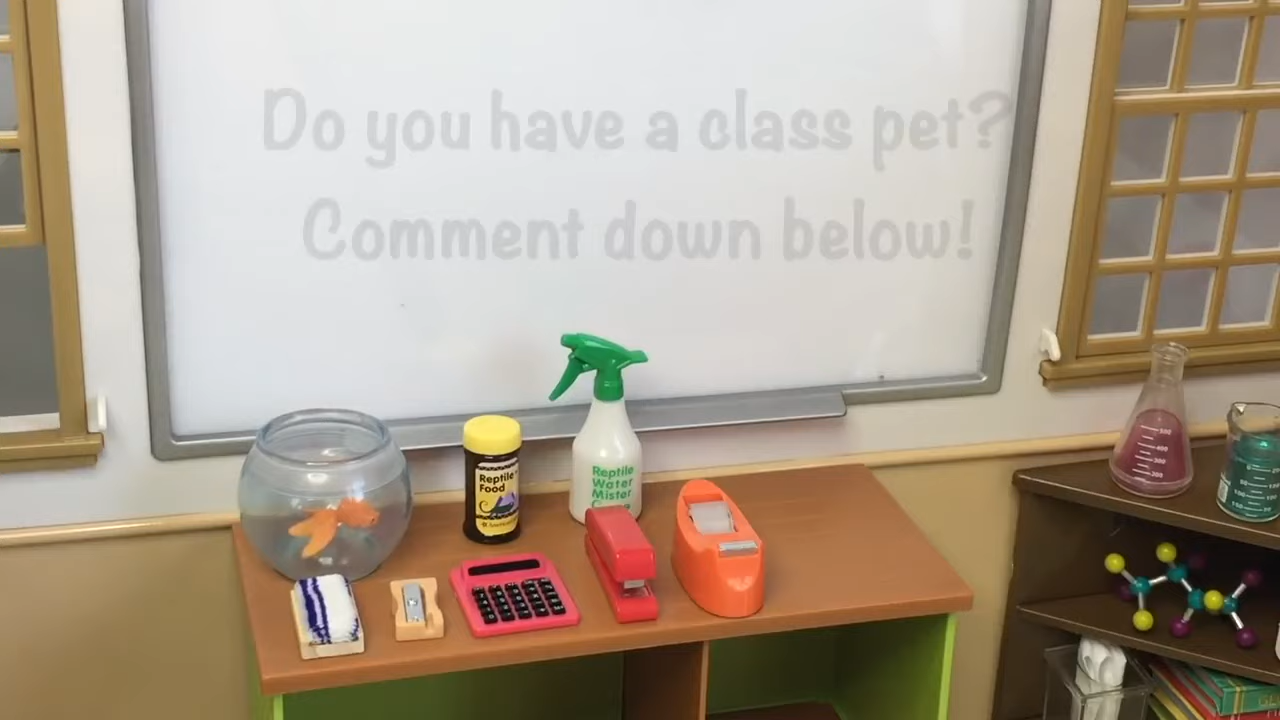 Do you have a class pet?
Comment down below!
Reptile
Food
Reptile
Water
Mister